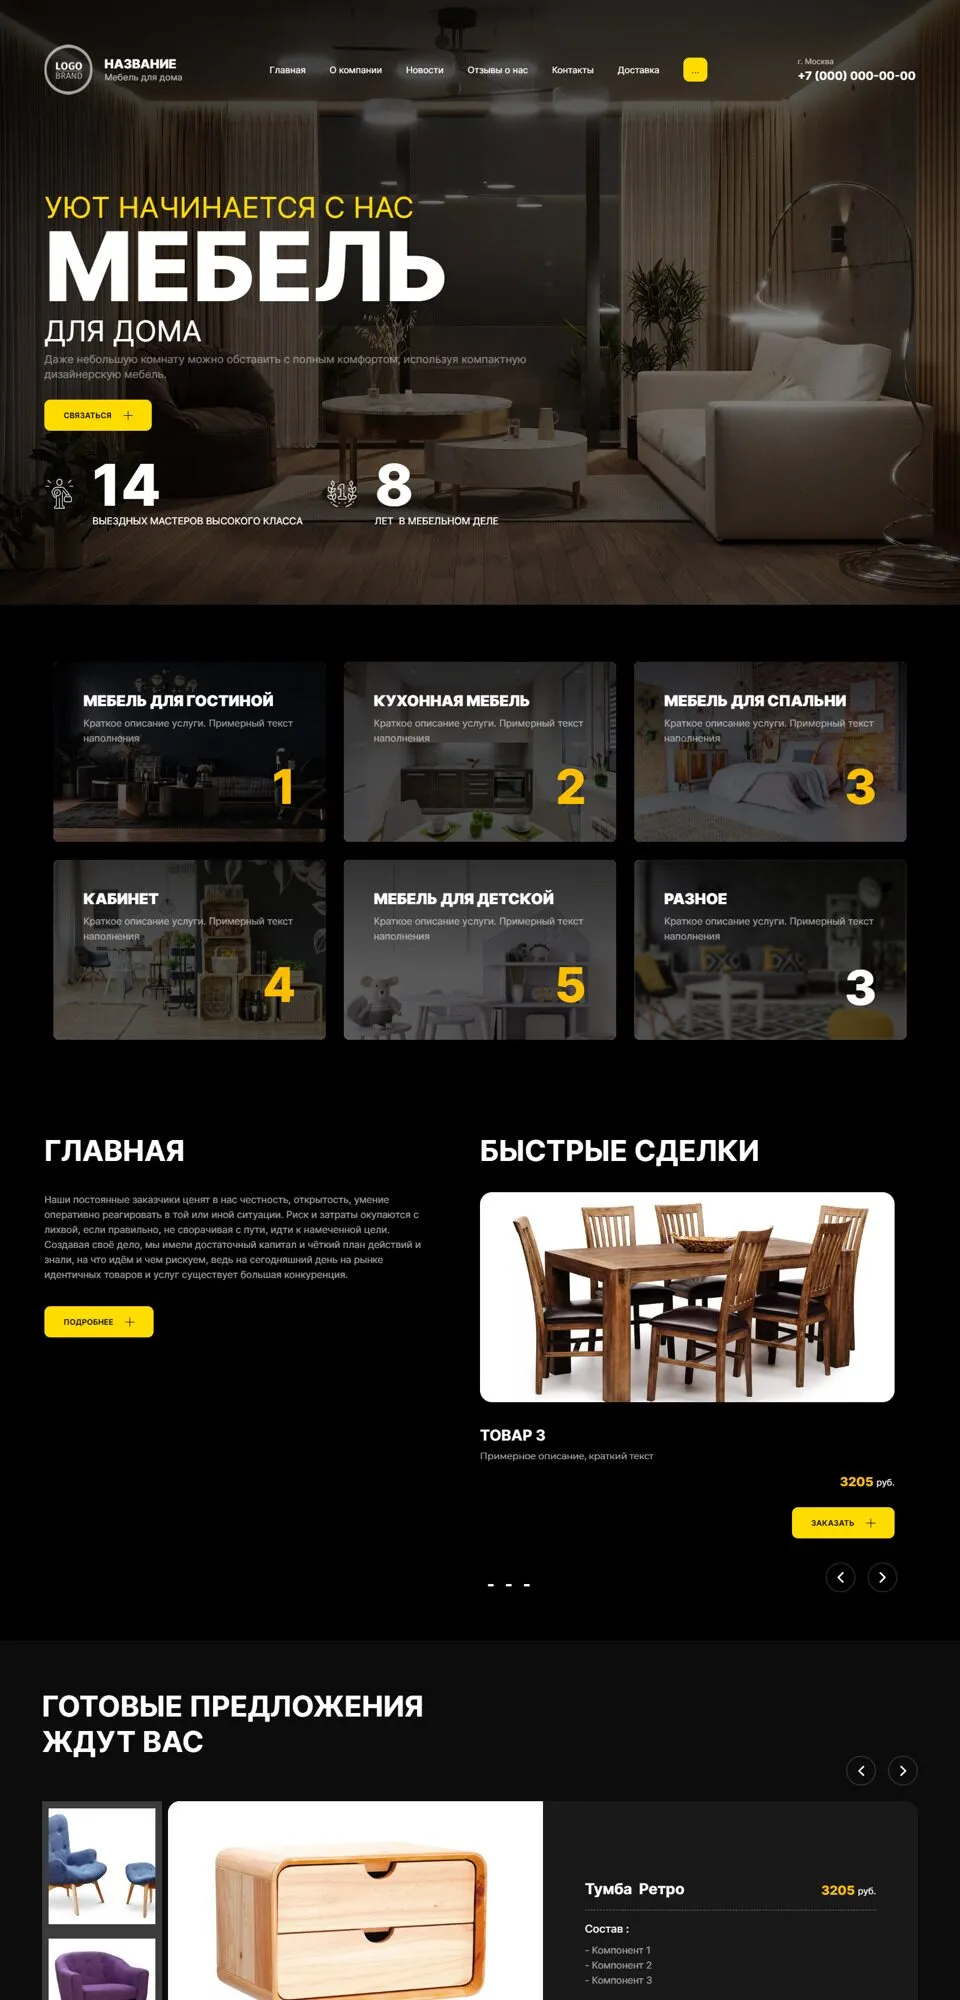 LOGO
BRAND
НАЗВАНИЕ
Мебель для дома
Главная
О компании
Новости
Отзывы о нас
Контакты
Доставка
...
г. Москва
+7 (000) 000-00-00
УЮТ НАЧИНАЕТСЯ С НАС
МЕБЕЛЬ
ДЛЯ ДОМА
Даже небольшую комнату можно обставить с полным комфортом, используя компактную
дизайнерскую мебель.
СВЯЗАТЬСЯ
14
ВЫЕЗДНЫХ МАСТЕРОВ ВЫСОКОГО КЛАССА
1
8
ЛЕТ В МЕБЕЛЬНОМ ДЕЛЕ
МЕБЕЛЬ ДЛЯ ГОСТИНОЙ
Краткое описание услуги. Примерный текст
наполнения
1
КУХОННАЯ МЕБЕЛЬ
Краткое описание услуги. Примерный текст
наполнения
2
МЕБЕЛЬ ДЛЯ СПАЛЬНИ
Краткое описание услуги. Примерный текст
наполнения
3
КАБИНЕТ
Краткое описание услуги. Примерный текст
наполнения
4
МЕБЕЛЬ ДЛЯ ДЕТСКОЙ
Краткое описание услуги. Примерный текст
наполнения
5
РАЗНОЕ
Краткое описание услуги. Примерный текст
наполнения
3
ГЛАВНАЯ
Наши постоянные заказчики ценят в нас честность, открытость, умение
оперативно реагировать в той или иной ситуации. Риск и затраты окупаются с
лихвой, если правильно, не сворачивая с пути, идти к намеченной цели.
Создавая своё дело, мы имели достаточный капитал и чёткий план действий и
знали, на что идём и чем рискуем, ведь на сегодняшний день на рынке
идентичных товаров и услуг существует большая конкуренция.
ПОДРОБНЕЕ
БЫСТРЫЕ СДЕЛКИ
ТОВАР 3
Примерное описание, краткий текст
3205 руб.
ЗАКАЗАТЬ
ГОТОВЫЕ ПРЕДЛОЖЕНИЯ
ЖДУТ ВАС
Тумба Ретро
3205 руб.
Состав :
- Компонент 1
- Компонент 2
- Компонент 3